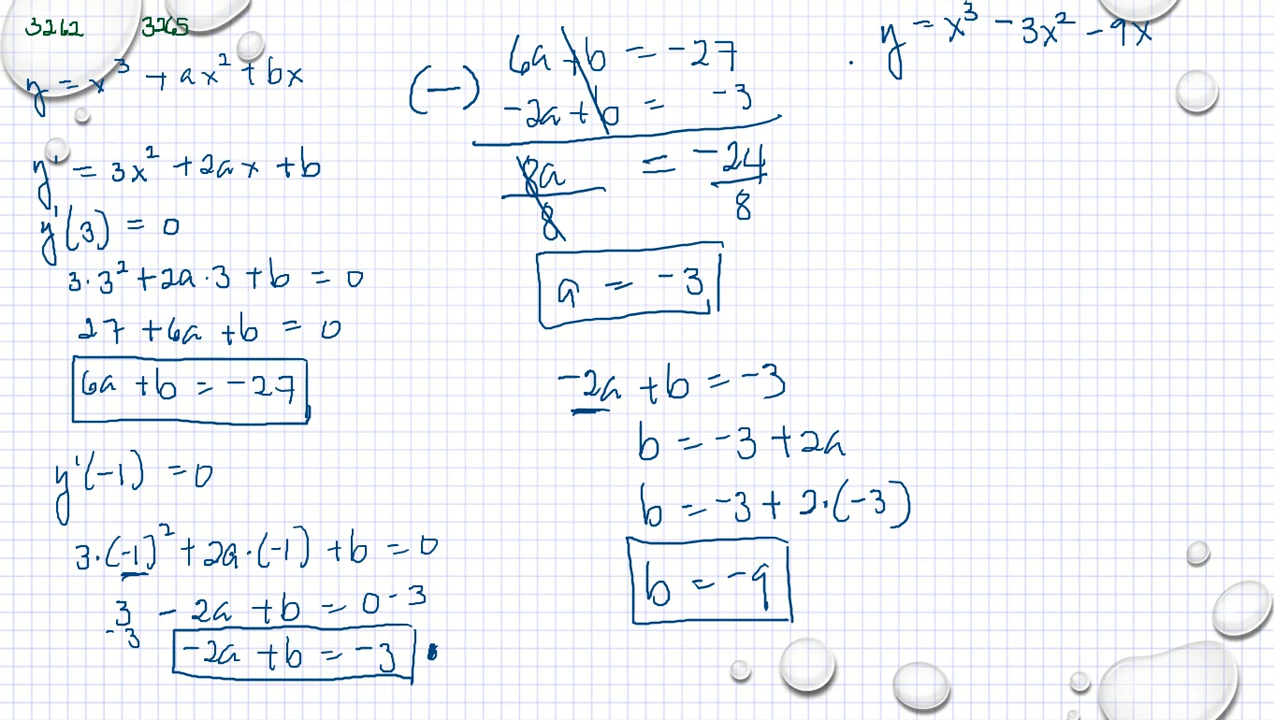 3262 3265
y = x³ + ax² + bx
y' = 3x² + 2ax + b
y'(3) = 0
3·3² + 2a·3 + b = 0
27 + 6a + b = 0
6a + b = -27
y'(-1) = 0
3·(-1)² + 2a·(-1) + b = 0
3 - 2a + b = 0 - 3
-3
-2a + b = -3
6a + b = -27
(-)
-2a + b = -3
8a = -24
8 8
a = -3
-2a + b = -3
b = -3 + 2a
b = -3 + 2·(-3)
b = -9
y = x³ - 3x² - 9x